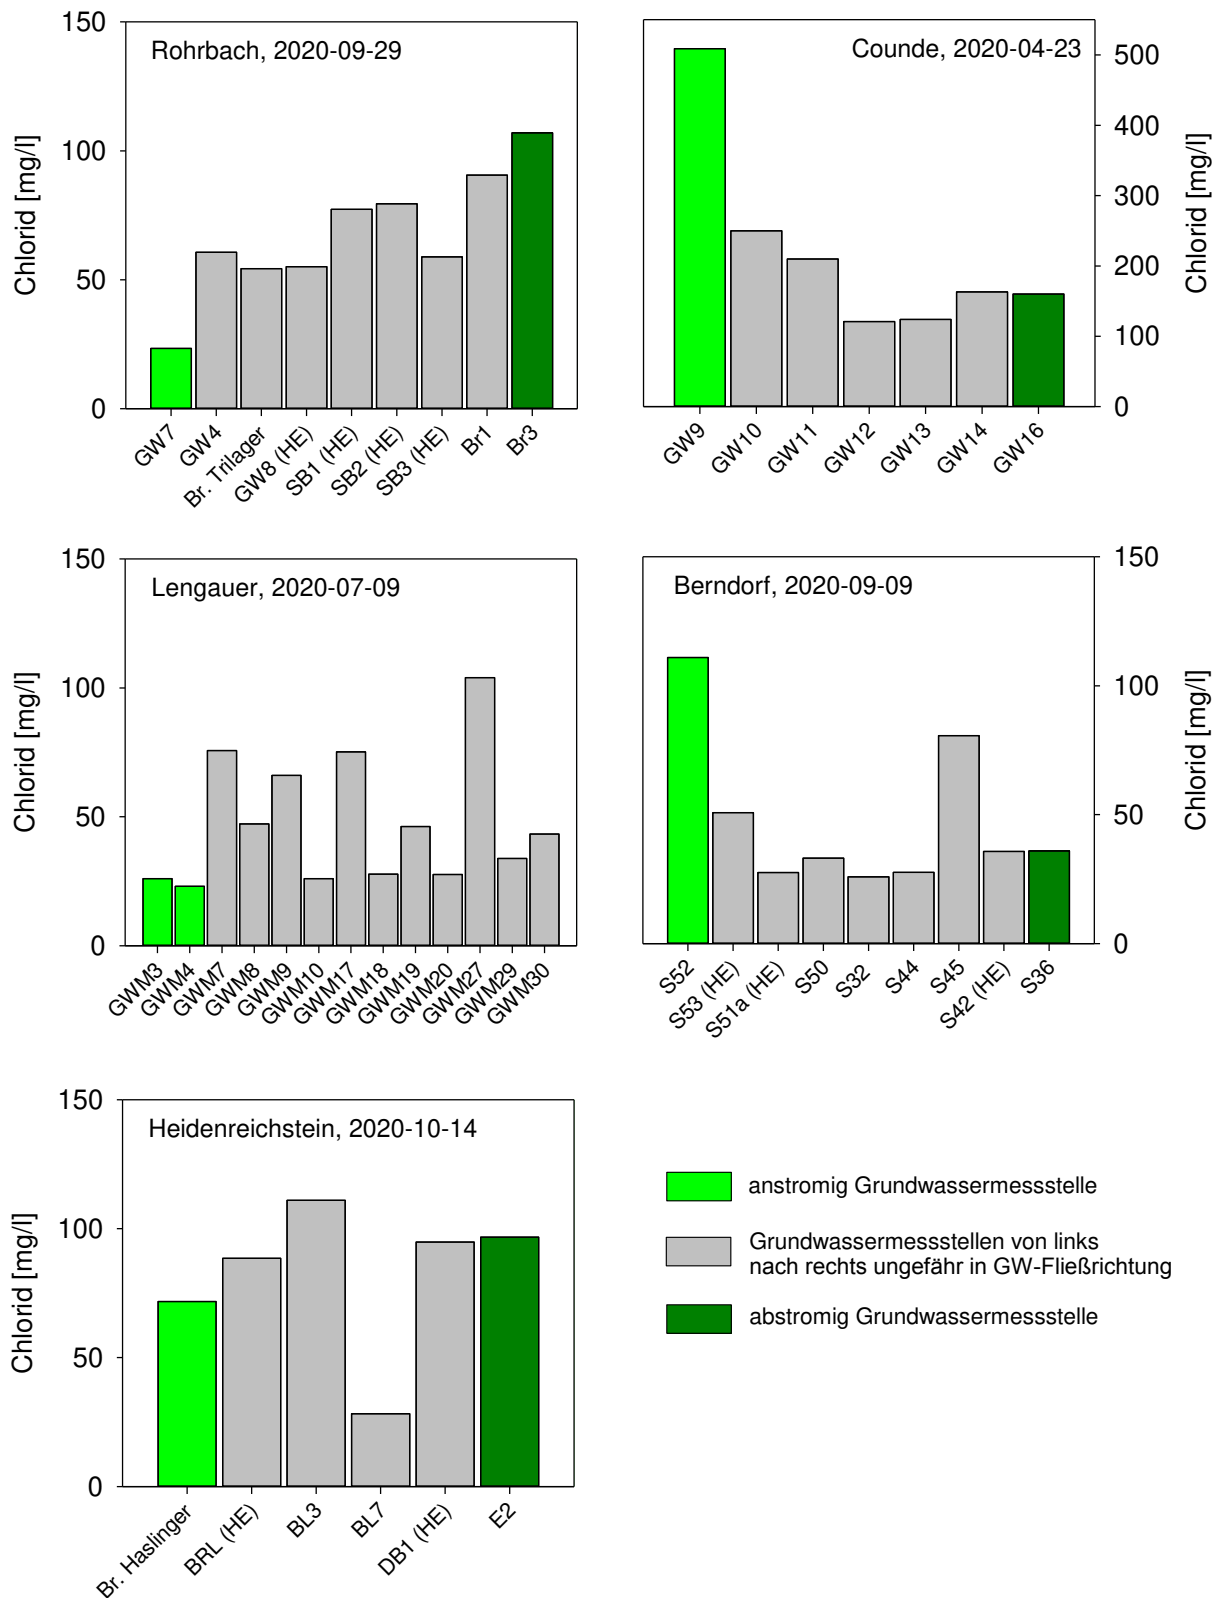 Rohrbach, 2020-09-29
Chlorid [mg/l]
150
100
50
0
GW7
GW4
Br. Trilager
GW8 (HE)
SB1 (HE)
SB2 (HE)
SB3 (HE)
Br1
Br3
Counde, 2020-04-23
Chlorid [mg/l]
500
400
300
200
100
0
GW9
GW10
GW11
GW12
GW13
GW14
GW16
Lengauer, 2020-07-09
Chlorid [mg/l]
150
100
50
0
GWM3
GWM4
GWM7
GWM8
GWM9
GWM10
GWM17
GWM18
GWM19
GWM20
GWM27
GWM29
GWM30
Berndorf, 2020-09-09
Chlorid [mg/l]
150
100
50
0
S52
S53 (HE)
S51a (HE)
S50
S32
S44
S45
S42 (HE)
S36
Heidenreichstein, 2020-10-14
Chlorid [mg/l]
150
100
50
0
Br. Haslinger
BRL (HE)
BL3
BL7
DB1 (HE)
E2
anstromig Grundwassermessstelle
Grundwassermessstellen von links
nach rechts ungefähr in GW-Fließrichtung
abstromig Grundwassermessstelle